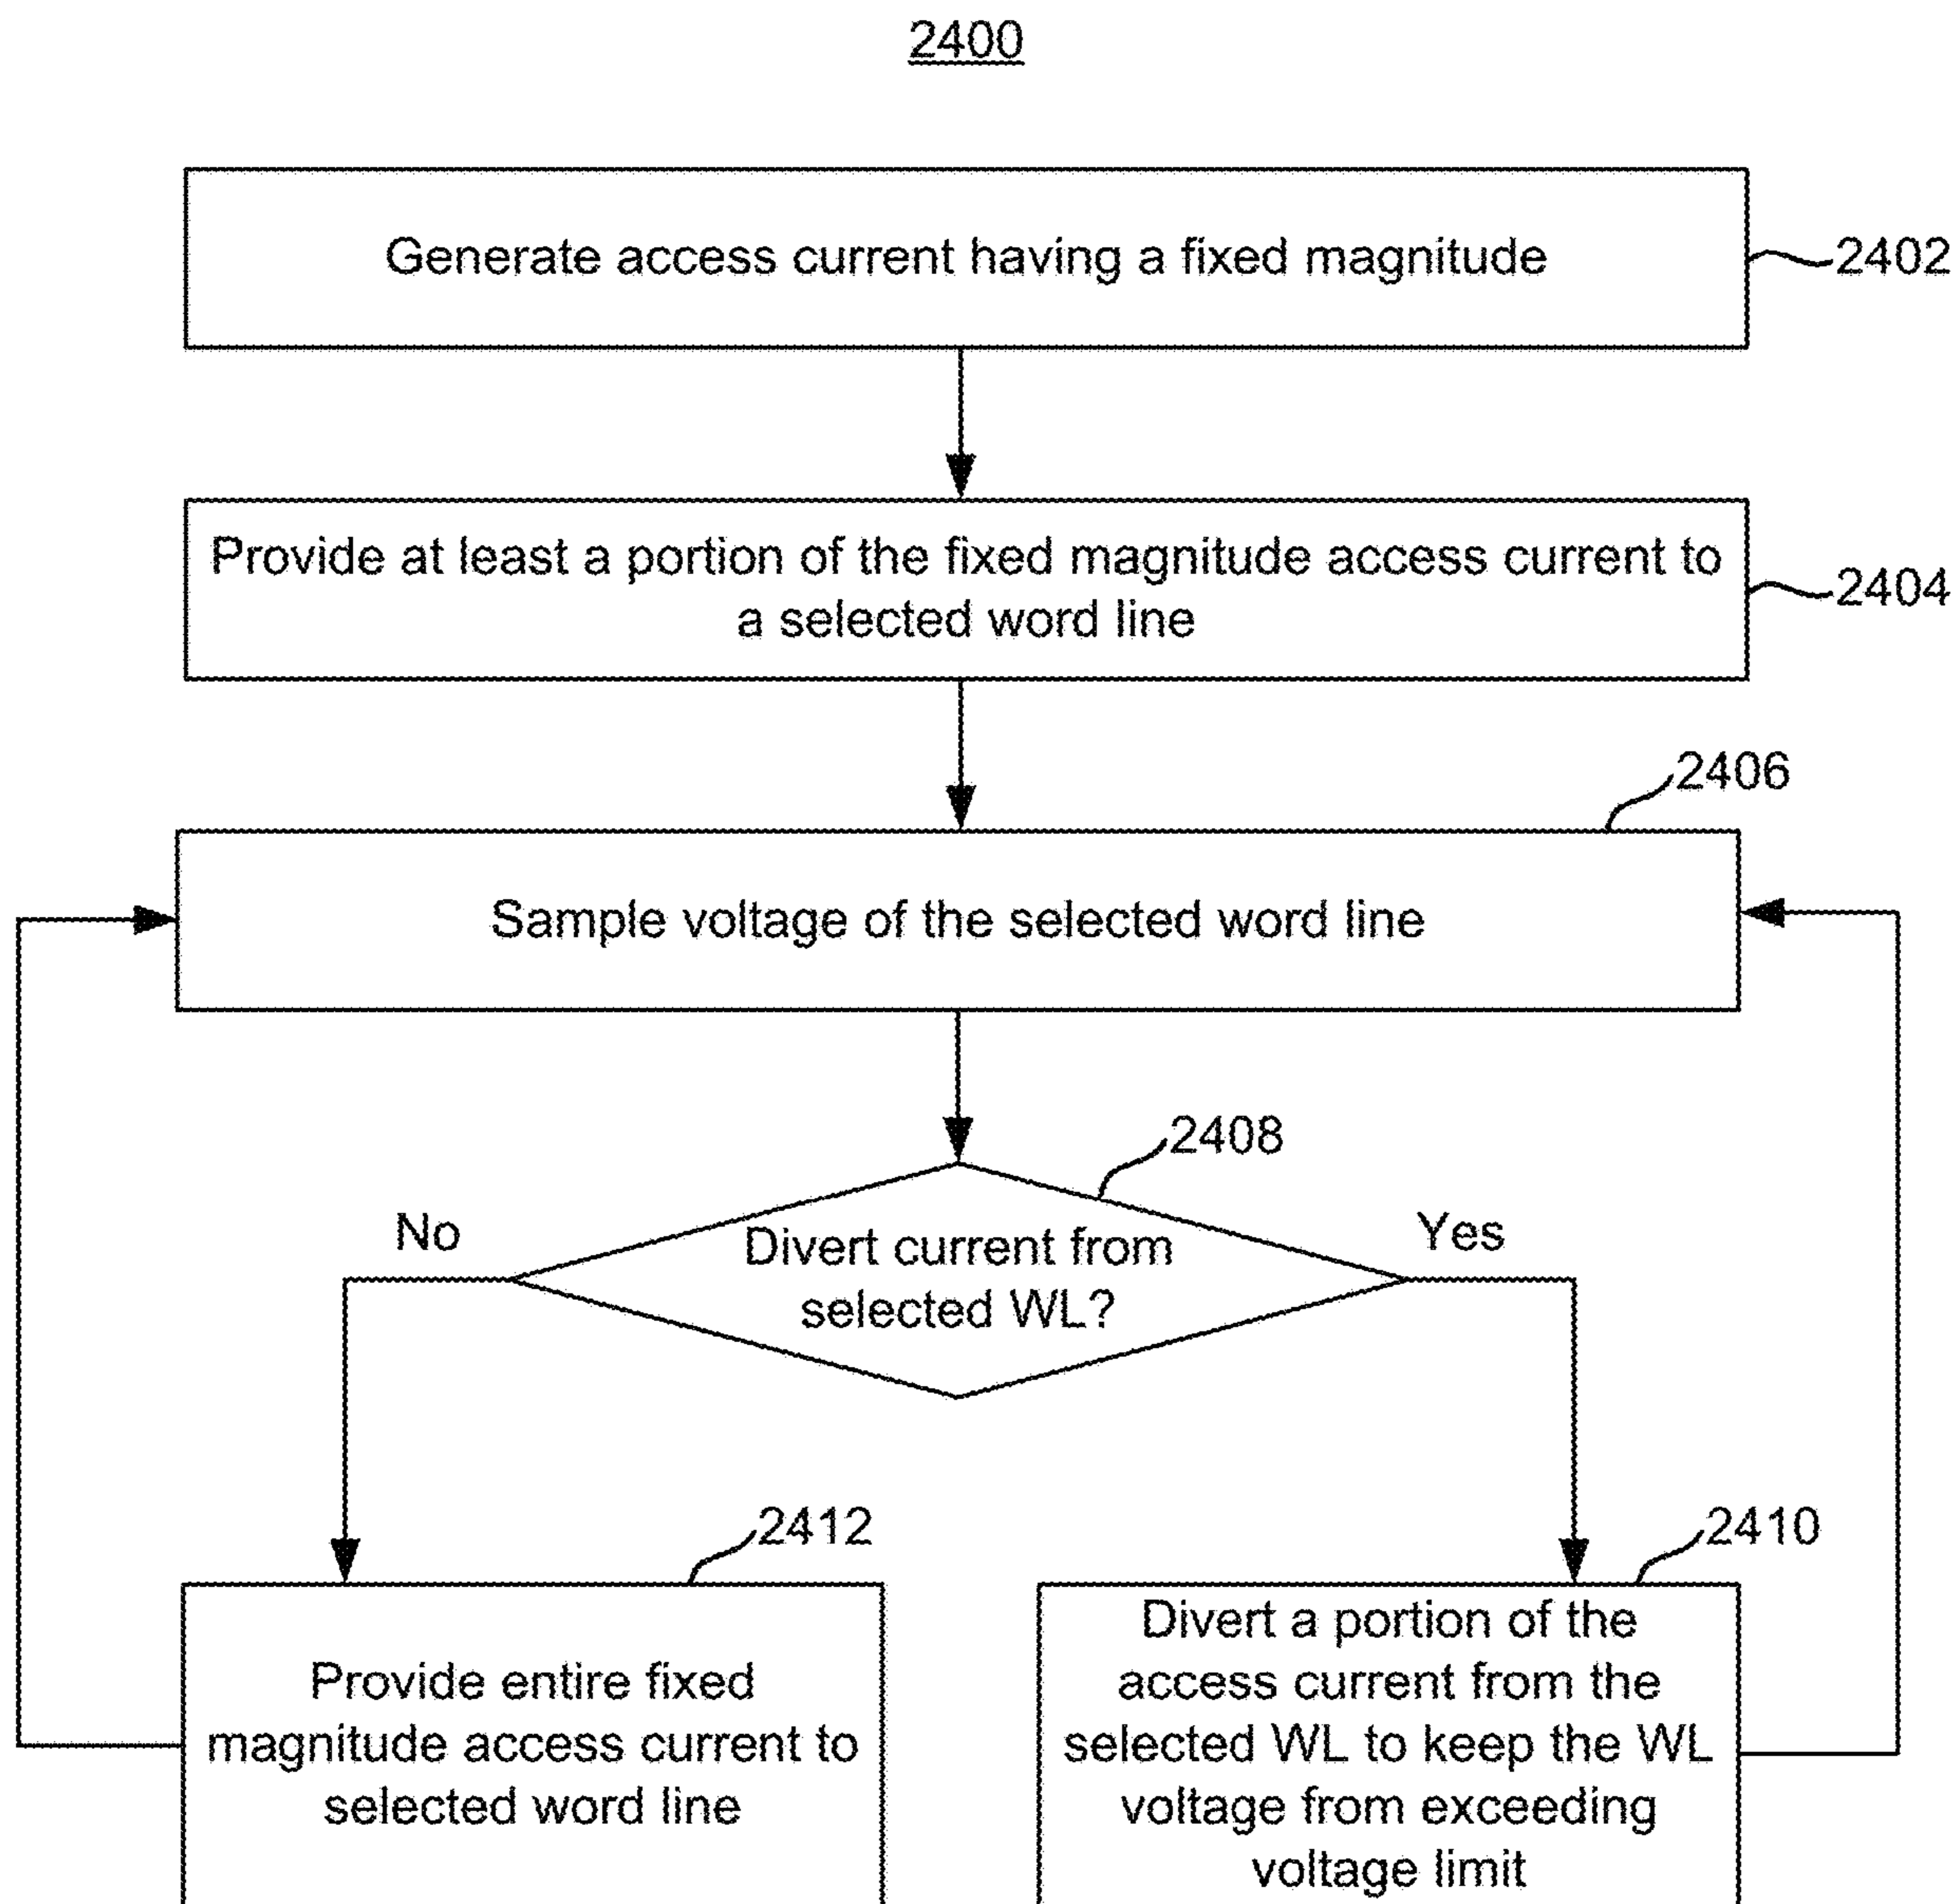 2400
Generate access current having a fixed magnitude
2402
Provide at least a portion of the fixed magnitude access current to
a selected word line
2404
2406
Sample voltage of the selected word line
2408
No
Divert current from
selected WL?
Yes
2412
Provide entire fixed
magnitude access current to
selected word line
2410
Divert a portion of the
access current from the
selected WL to keep the WL
voltage from exceeding
voltage limit